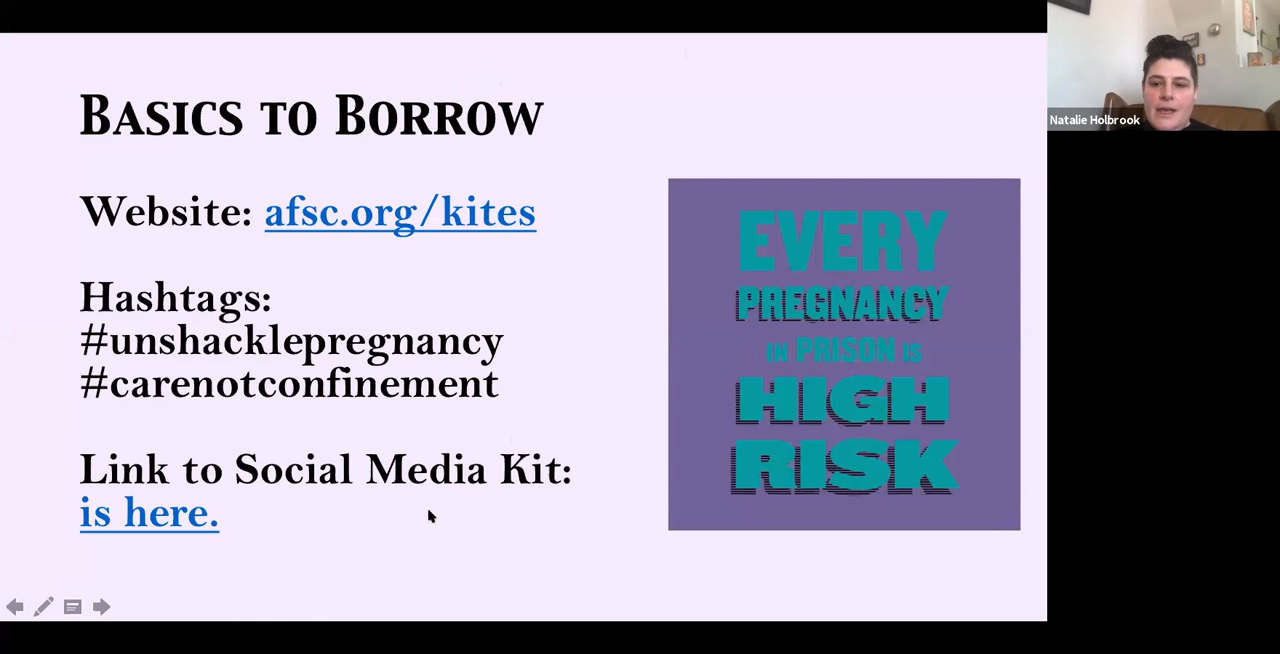 BASICS TO BORROW
Website: afsc.org/kites
Hashtags:
#unshacklepregnancy
#carenotconfinement
Link to Social Media Kit:
is here.
EVERY
PREGNANCY
IN PRISON IS
HIGH
RISK
Natalie Holbrook